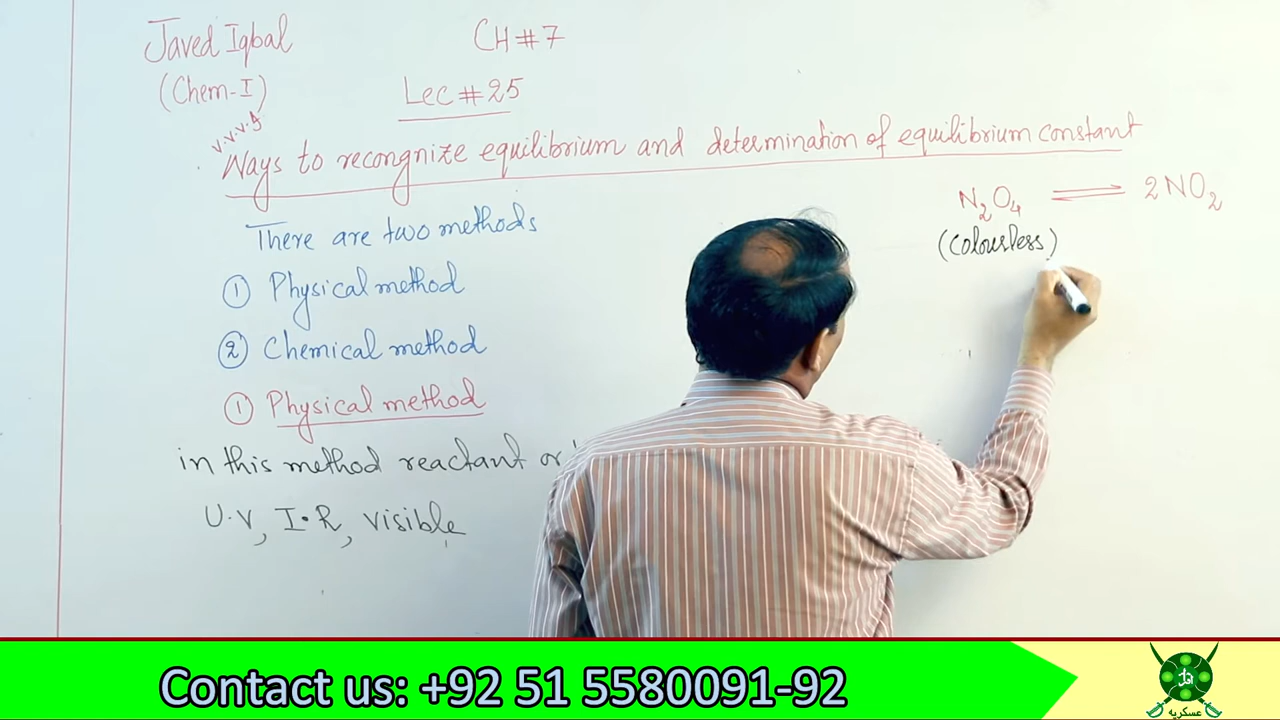 Javed Iqbal
CH#7
(Chem-I)
Lec#25
v.v.v.g
Ways to recongnize equilibrium and determination of equilibrium constant
There are two methods
N₂O₄ ⇌ 2NO₂
(colourless)
① Physical method
② Chemical method
① Physical method
in this method reactant or
U.V, I.R, visible
Contact us: +92 51 5580091-92
عسکریہ